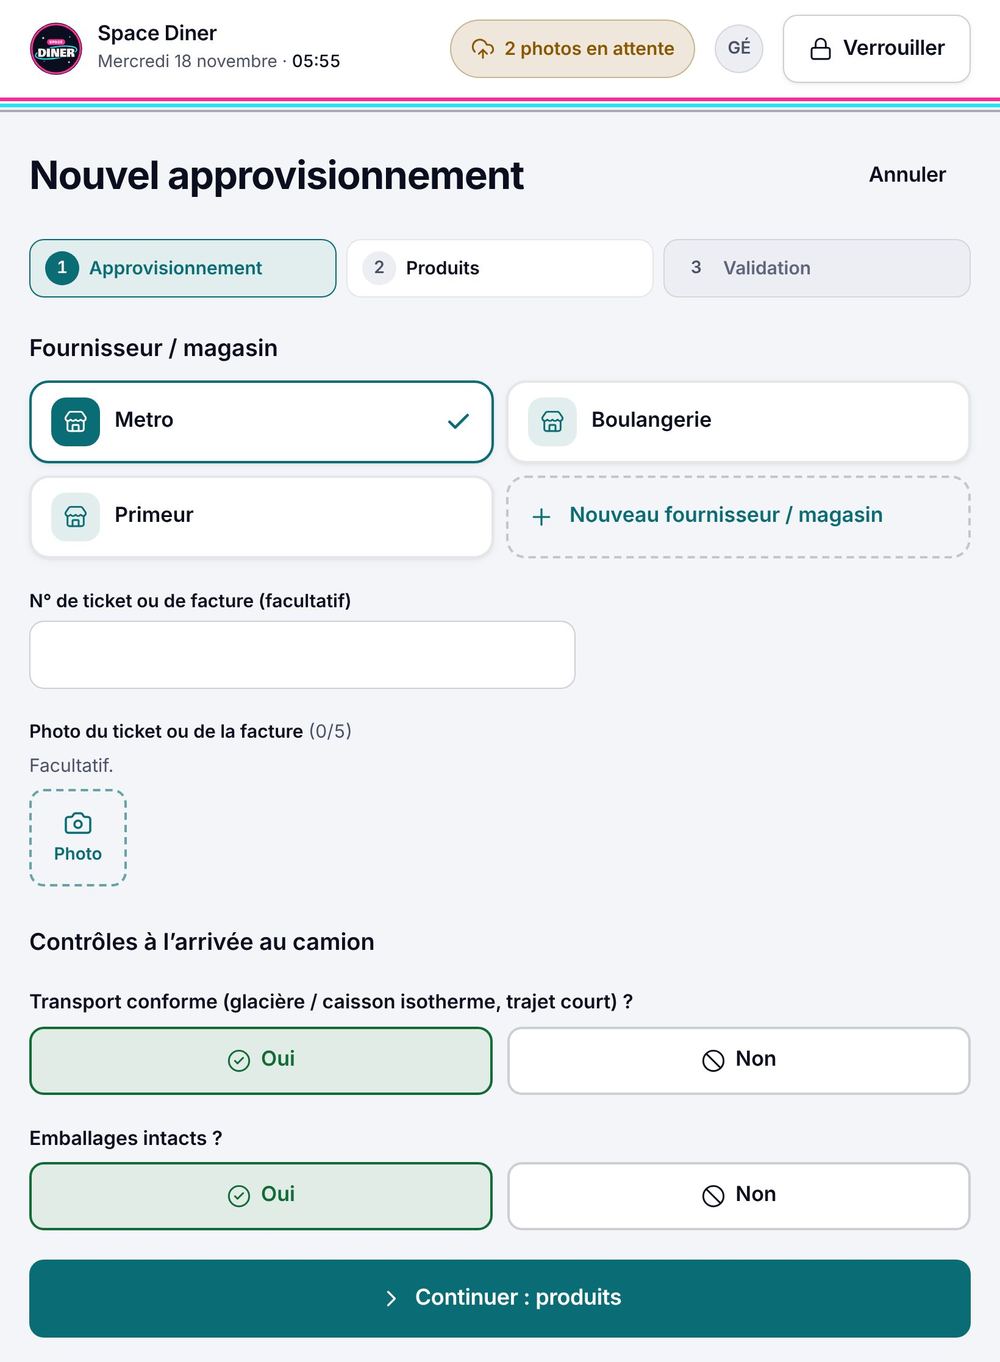 SPACE
DINER
Space Diner
Mercredi 18 novembre · 05:55
2 photos en attente
GÉ
Verrouiller
Nouvel approvisionnement
Annuler
1 Approvisionnement
2 Produits
3 Validation
Fournisseur / magasin
Metro
Boulangerie
Primeur
Nouveau fournisseur / magasin
N° de ticket ou de facture (facultatif)
Photo du ticket ou de la facture (0/5)
Facultatif.
Photo
Contrôles à l’arrivée au camion
Transport conforme (glacière / caisson isotherme, trajet court) ?
Oui
Non
Emballages intacts ?
Oui
Non
Continuer : produits